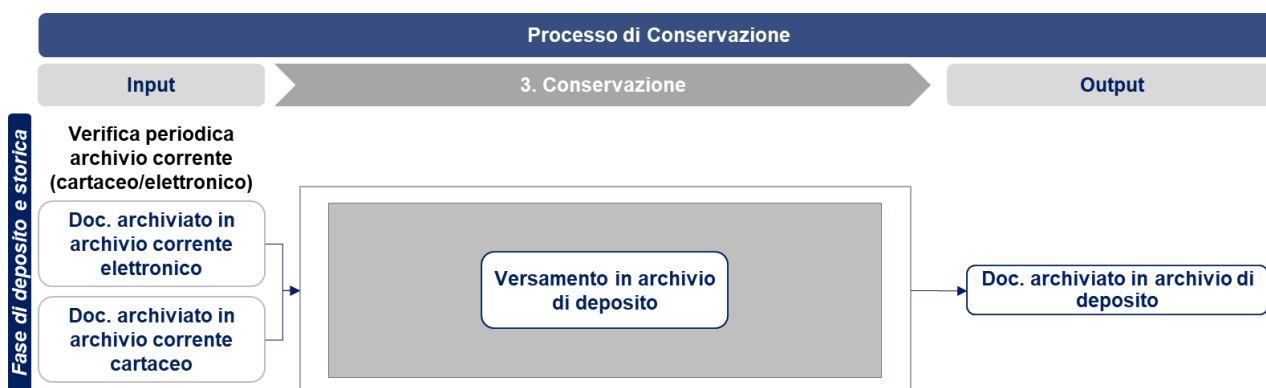 Processo di Conservazione
Input
3. Conservazione
Output
Fase di deposito e storica
Verifica periodica
archivio corrente
(cartaceo/elettronico)
Doc. archiviato in
archivio corrente
elettronico
Doc. archiviato in
archivio corrente
cartaceo
Versamento in archivio
di deposito
Doc. archiviato in archivio di
deposito